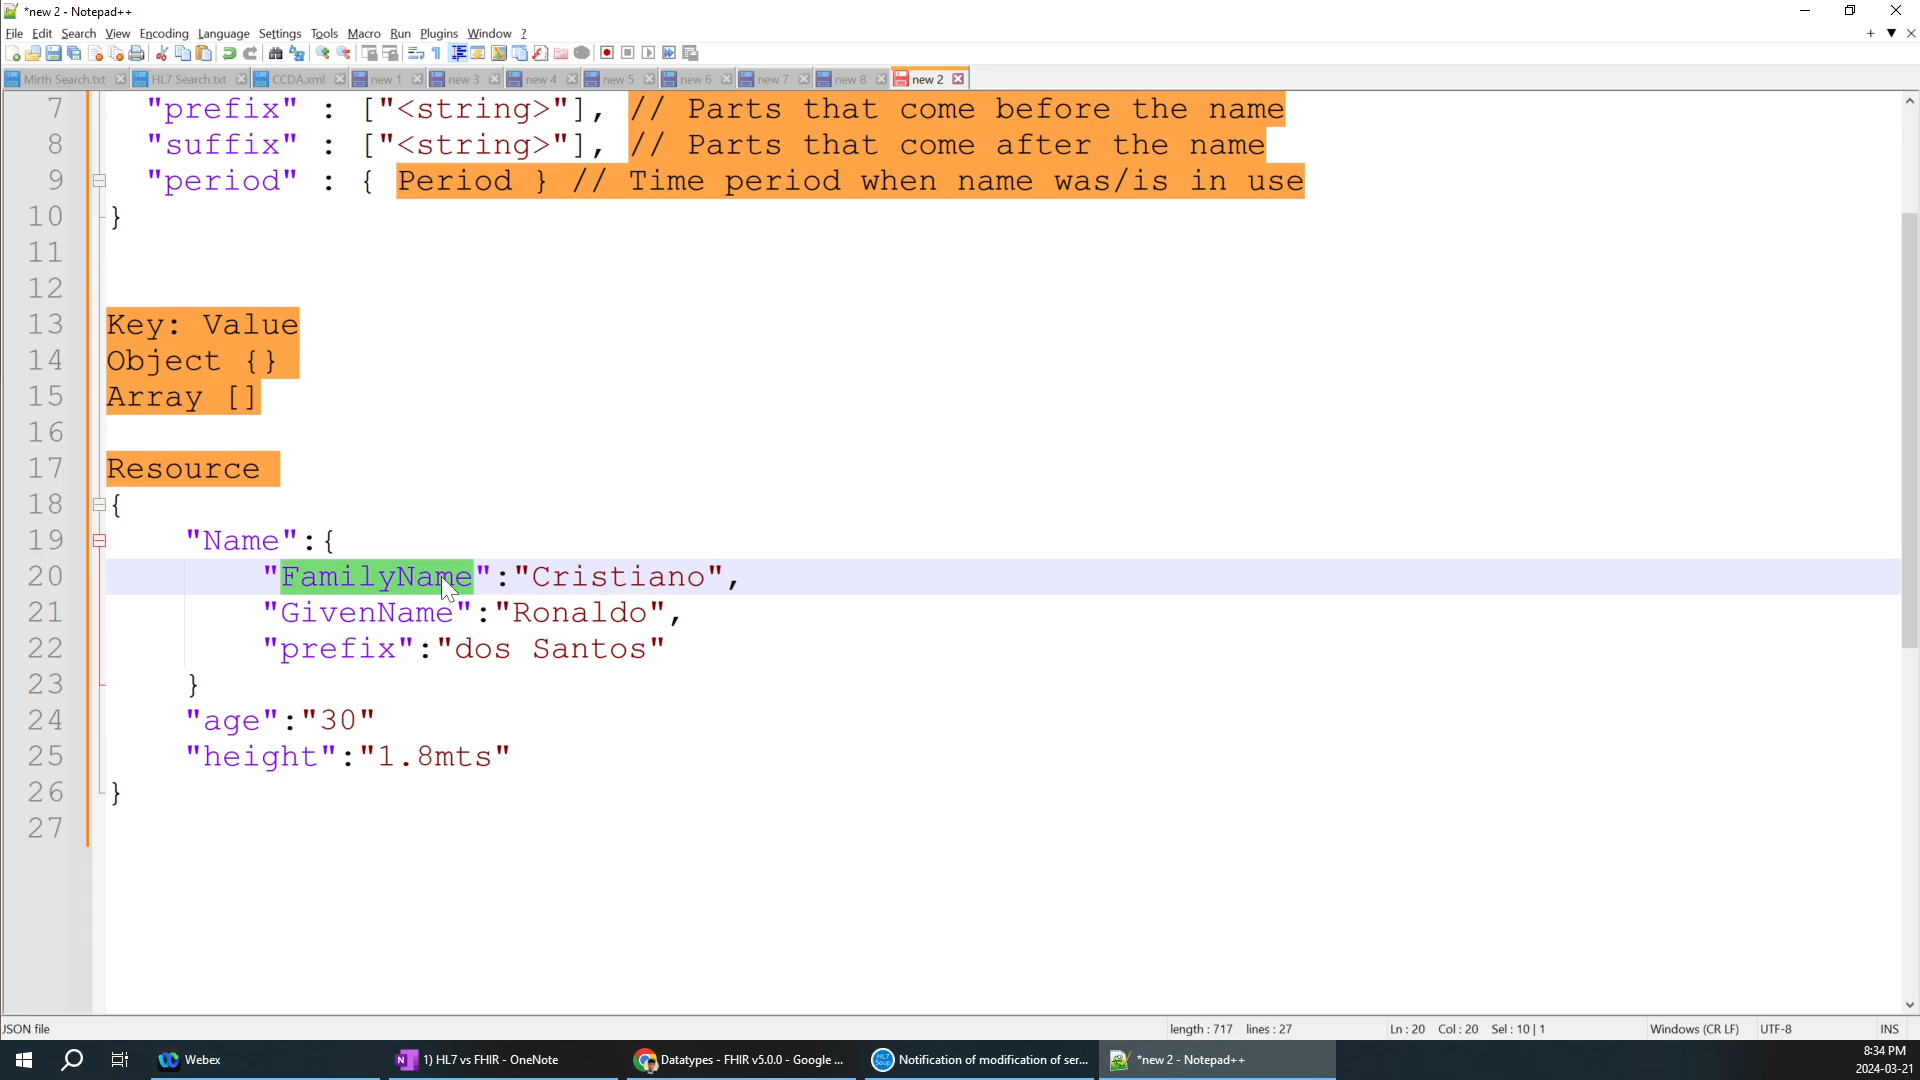 *new 2 - Notepad++
File Edit Search View Encoding Language Settings Tools Macro Run Plugins Window ?
Mirth Search.txt HL7 Search.txt CCDA.xml new 1 new 3 new 4 new 5 new 6 new 7 new 8 new 2
7 "prefix" : ["<string>"], // Parts that come before the name
8 "suffix" : ["<string>"], // Parts that come after the name
9 "period" : { Period } // Time period when name was/is in use
10 }
11
12
13 Key: Value
14 Object {}
15 Array []
16
17 Resource
18 {
19 "Name":{
20 "FamilyName":"Cristiano",
21 "GivenName":"Ronaldo",
22 "prefix":"dos Santos"
23 }
24 "age":"30"
25 "height":"1.8mts"
26 }
27
JSON file length : 717 lines : 27 Ln : 20 Col : 20 Sel : 10 | 1 Windows (CR LF) UTF-8 INS
Webex 1) HL7 vs FHIR - OneNote Datatypes - FHIR v5.0.0 - Google ... Notification of modification of ser... *new 2 - Notepad++
8:34 PM
2024-03-21